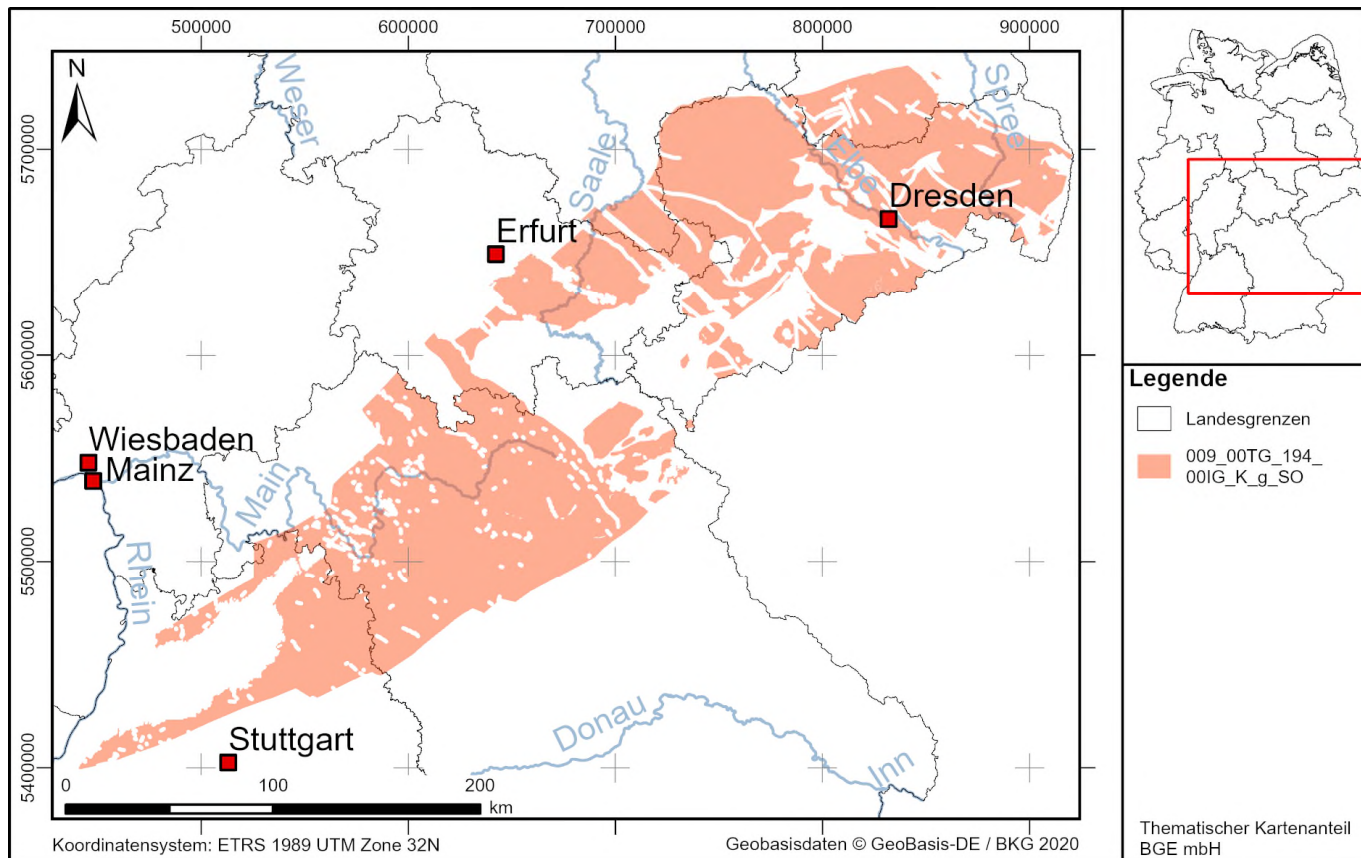 500000 600000 700000 800000 900000
N
Weser
Spree
Saale
5700000
Elbe
Dresden
Erfurt
5600000
Wiesbaden
Mainz
Main
5500000
Rhein
Donau
Stuttgart
Inn
5400000
0 100 200
km
Koordinatensystem: ETRS 1989 UTM Zone 32N
Geobasisdaten © GeoBasis-DE / BKG 2020
Legende
Landesgrenzen
009_00TG_194_
00IG_K_g_SO
Thematischer Kartenanteil
BGE mbH